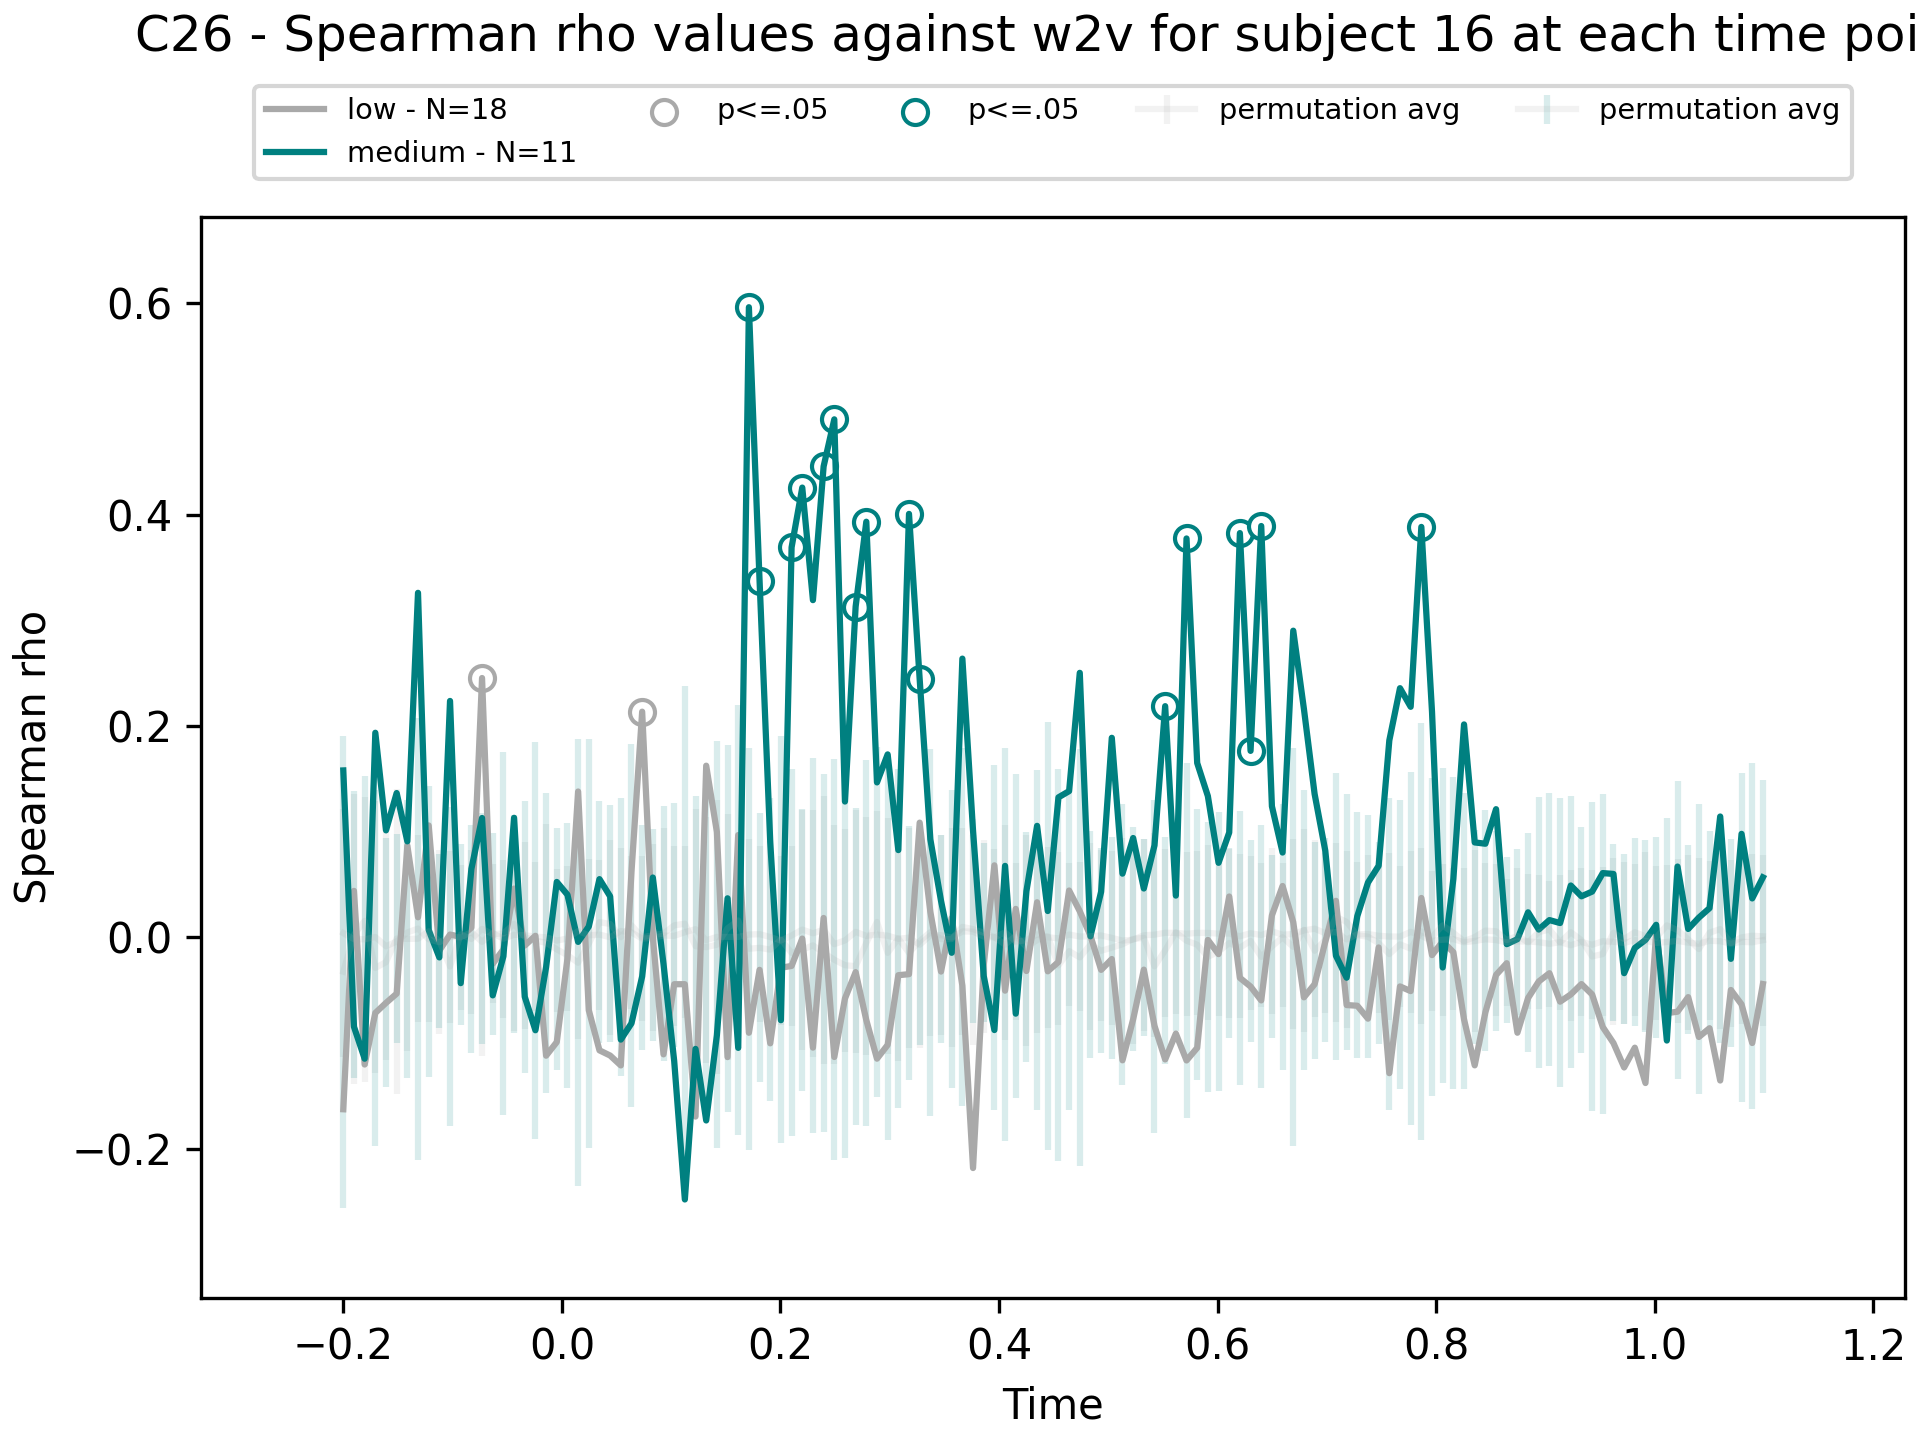 C26 - Spearman rho values against w2v for subject 16 at each time poi
low - N=18 p<=.05 p<=.05 permutation avg permutation avg
medium - N=11
Spearman rho
0.6
0.4
0.2
0.0
−0.2
−0.2 0.0 0.2 0.4 0.6 0.8 1.0 1.2
Time